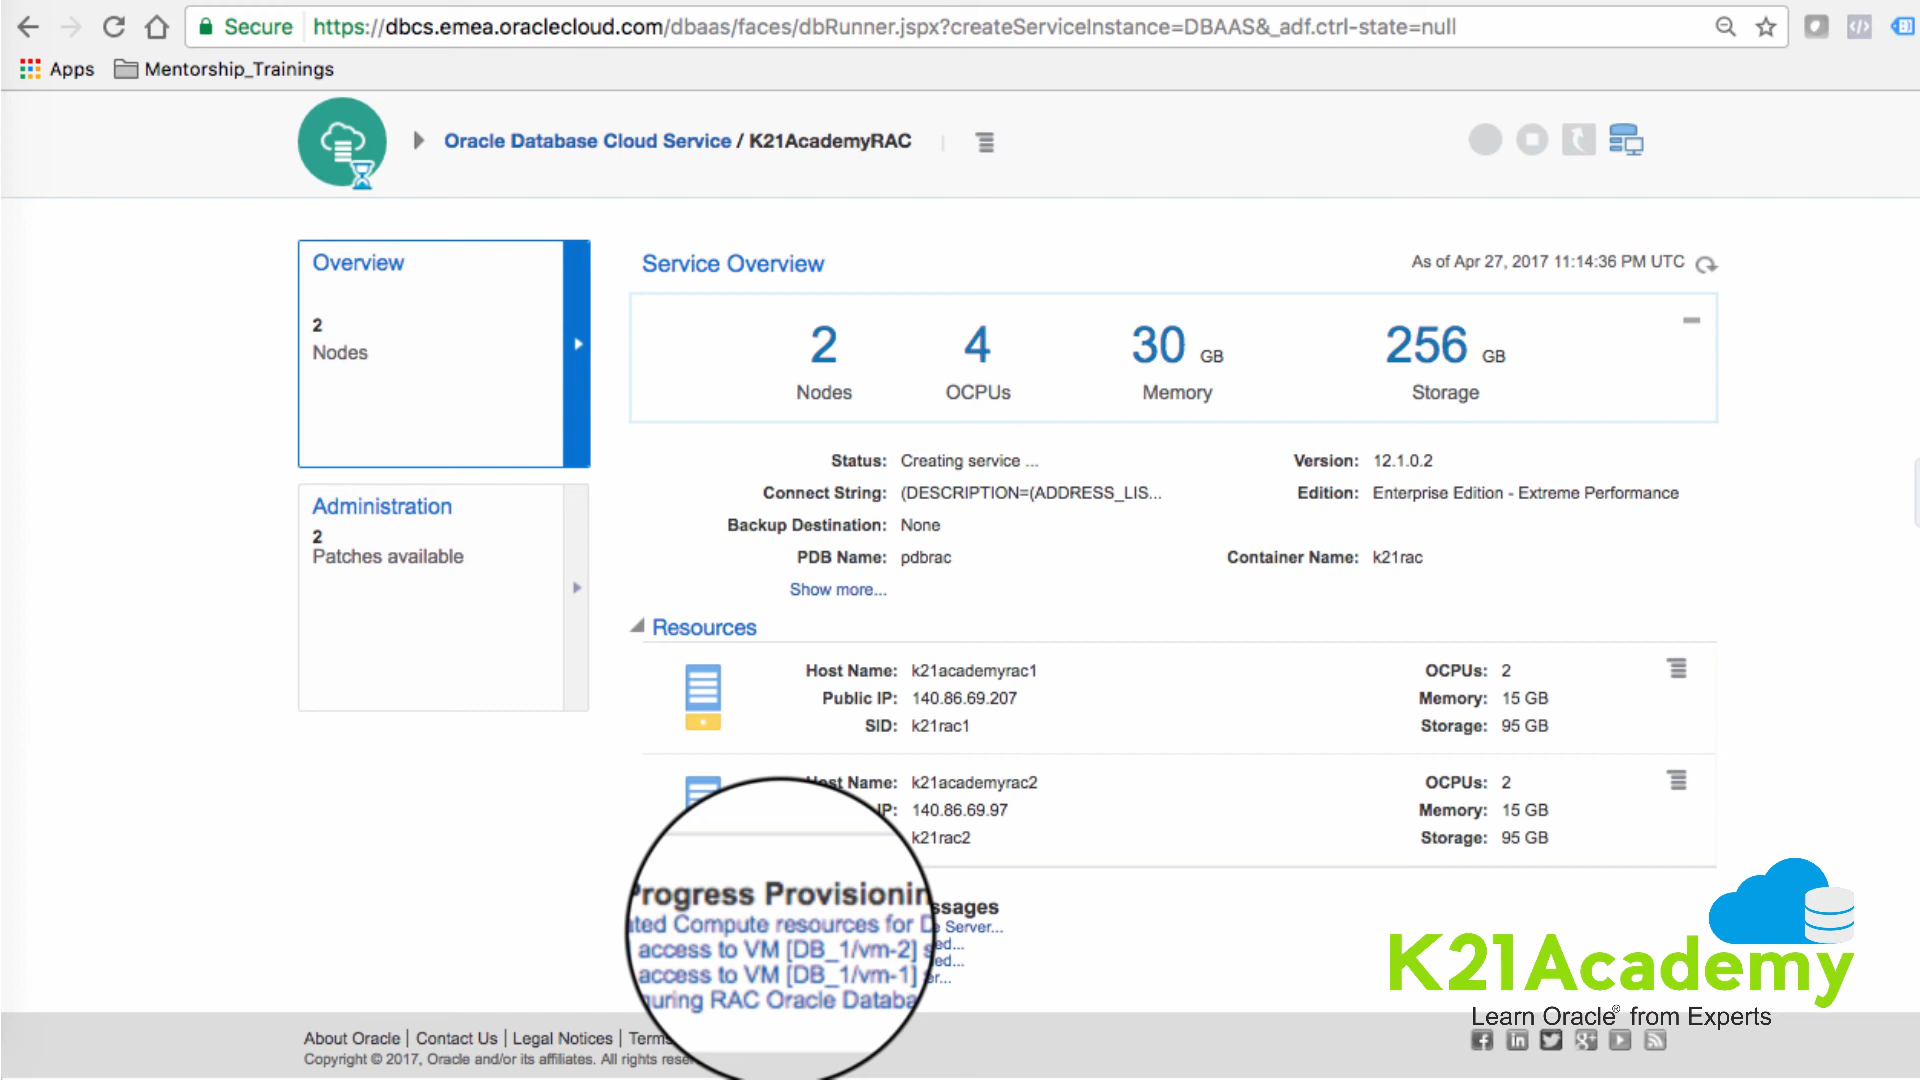 Secure https://dbcs.emea.oraclecloud.com/dbaas/faces/dbRunner.jspx?createServiceInstance=DBAAS&_adf.ctrl-state=null
Apps Mentorship_Trainings
Oracle Database Cloud Service / K21AcademyRAC
Overview
2
Nodes
Administration
2
Patches available
Service Overview
As of Apr 27, 2017 11:14:36 PM UTC
2 4 30 GB 256 GB
Nodes OCPUs Memory Storage
Status: Creating service ... Version: 12.1.0.2
Connect String: (DESCRIPTION=(ADDRESS_LIS... Edition: Enterprise Edition - Extreme Performance
Backup Destination: None
PDB Name: pdbrac Container Name: k21rac
Show more...
Resources
Host Name: k21academyrac1 OCPUs: 2
Public IP: 140.86.69.207 Memory: 15 GB
SID: k21rac1 Storage: 95 GB
Host Name: k21academyrac2 OCPUs: 2
IP: 140.86.69.97 Memory: 15 GB
k21rac2 Storage: 95 GB
Progress Provisionin ssages
ated Compute resources for D Server...
access to VM [DB_1/vm-2] s ed...
access to VM [DB_1/vm-1] ed...
guring RAC Oracle Databa er...
About Oracle | Contact Us | Legal Notices | Terms
Copyright © 2017, Oracle and/or its affiliates. All rights rese
K21Academy
Learn Oracle® from Experts